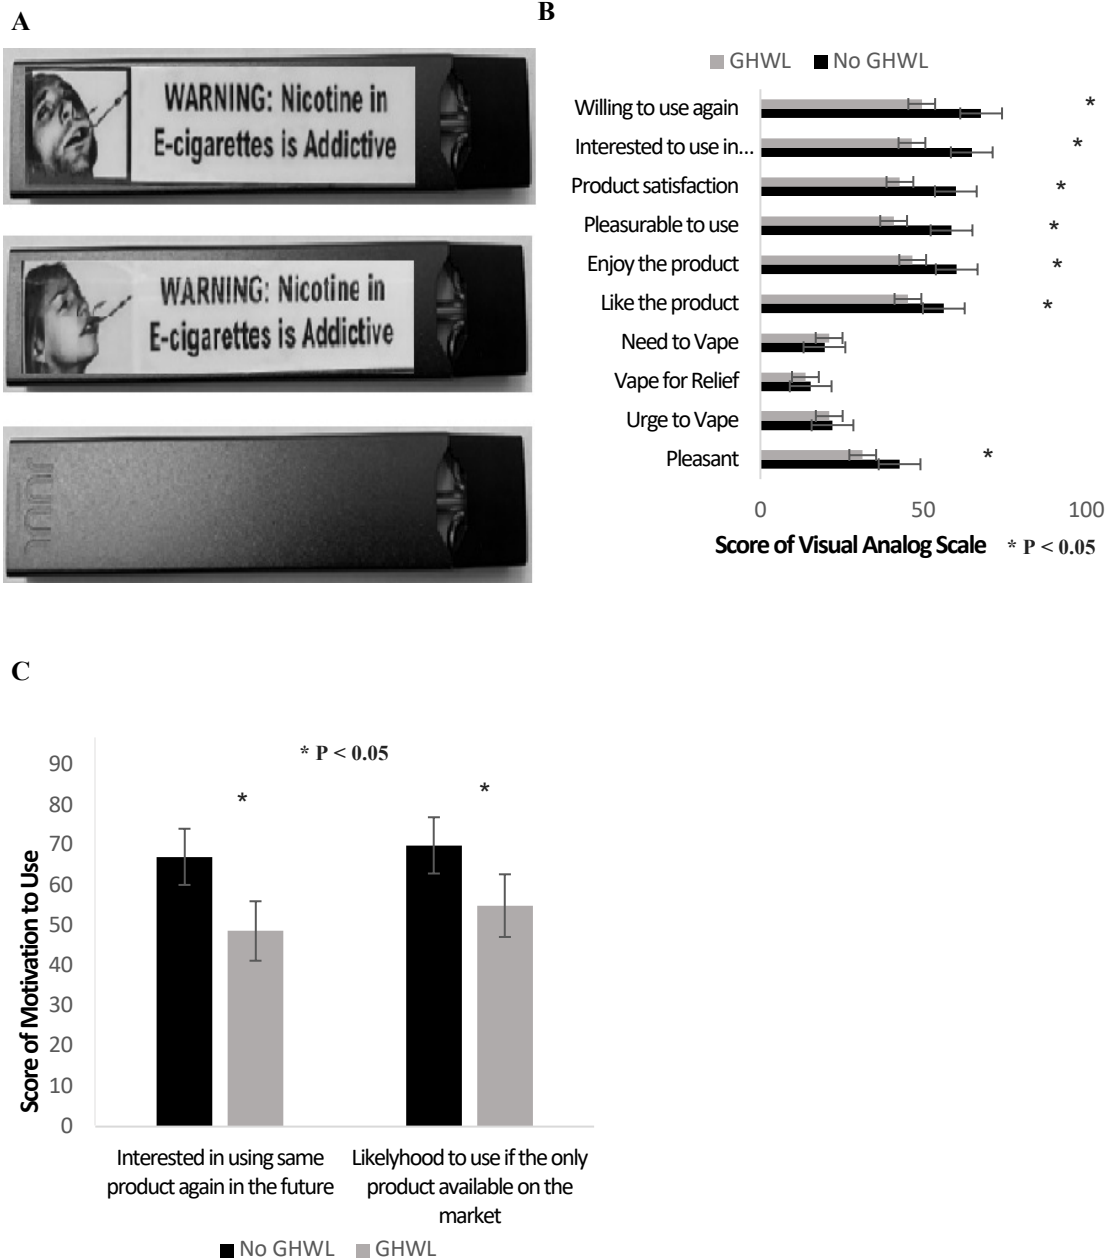 A
WARNING: Nicotine in
E-cigarettes is Addictive
WARNING: Nicotine in
E-cigarettes is Addictive
JUUL
B
GHWL No GHWL
Willing to use again *
Interested to use in... *
Product satisfaction *
Pleasurable to use *
Enjoy the product *
Like the product *
Need to Vape
Vape for Relief
Urge to Vape
Pleasant *
0 50 100
Score of Visual Analog Scale * P < 0.05
C
* P < 0.05
* *
Score of Motivation to Use
90
80
70
60
50
40
30
20
10
0
Interested in using same
product again in the future
Likelyhood to use if the only
product available on the
market
No GHWL GHWL